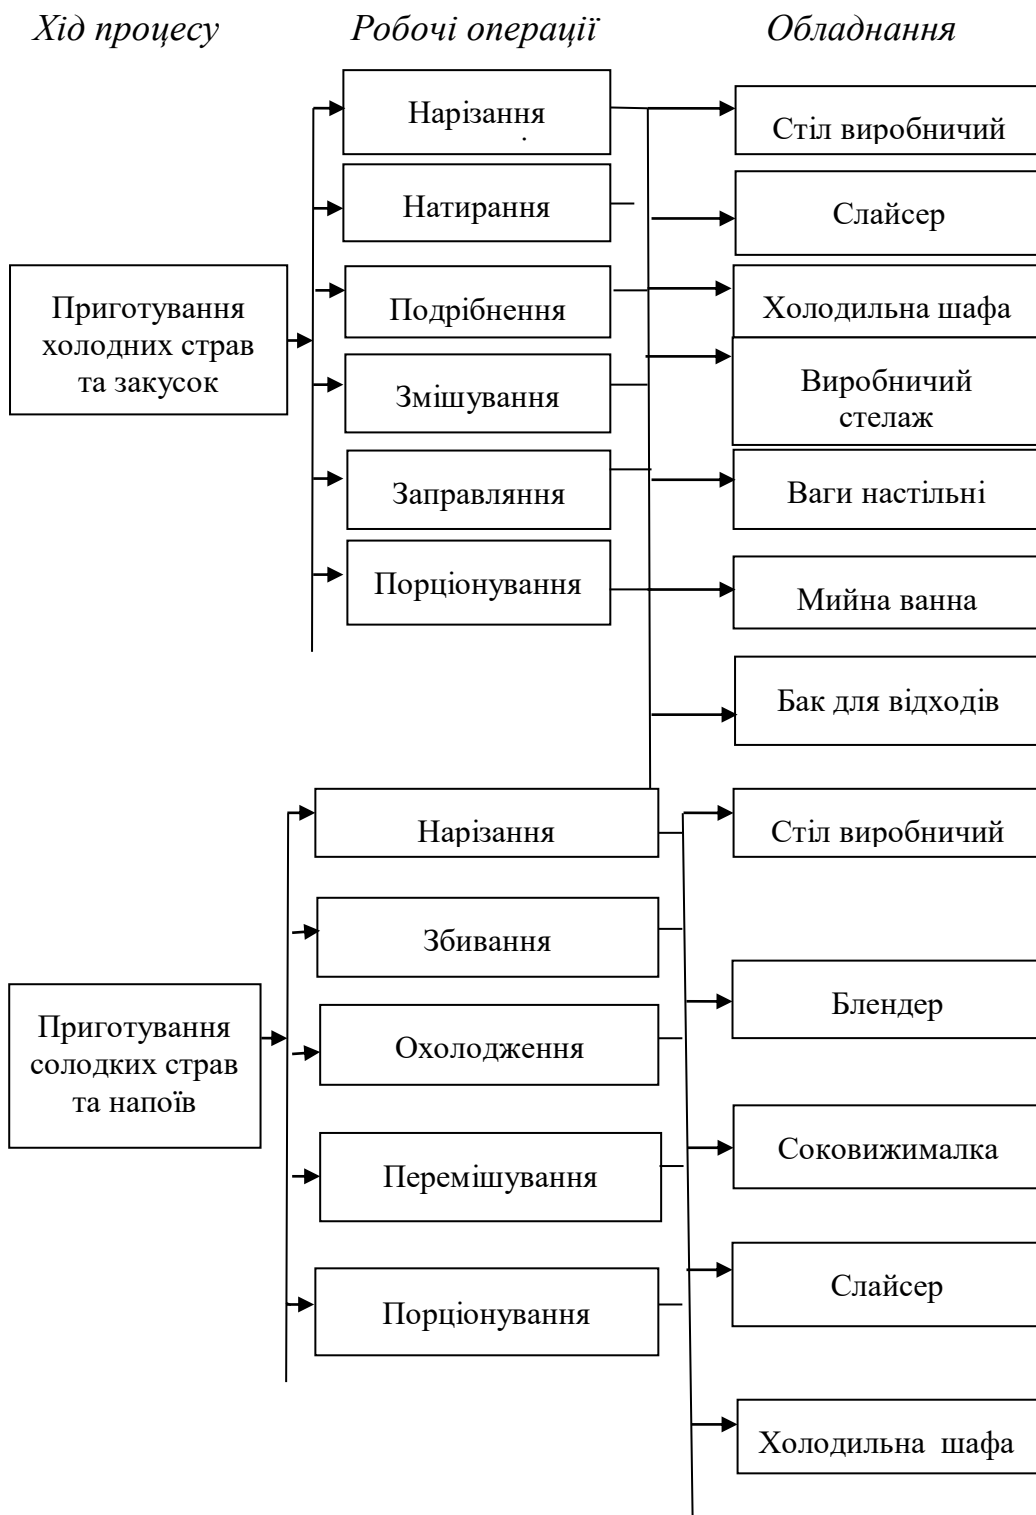 Хід процесу Робочі операції Обладнання
Приготування
холодних страв
та закусок
Нарізання
Натирання
Подрібнення
Змішування
Заправляння
Порціонування
Стіл виробничий
Слайсер
Холодильна шафа
Виробничий
стелаж
Ваги настільні
Мийна ванна
Бак для відходів
Приготування
солодких страв
та напоїв
Нарізання
Збивання
Охолодження
Перемішування
Порціонування
Стіл виробничий
Блендер
Соковижималка
Слайсер
Холодильна шафа